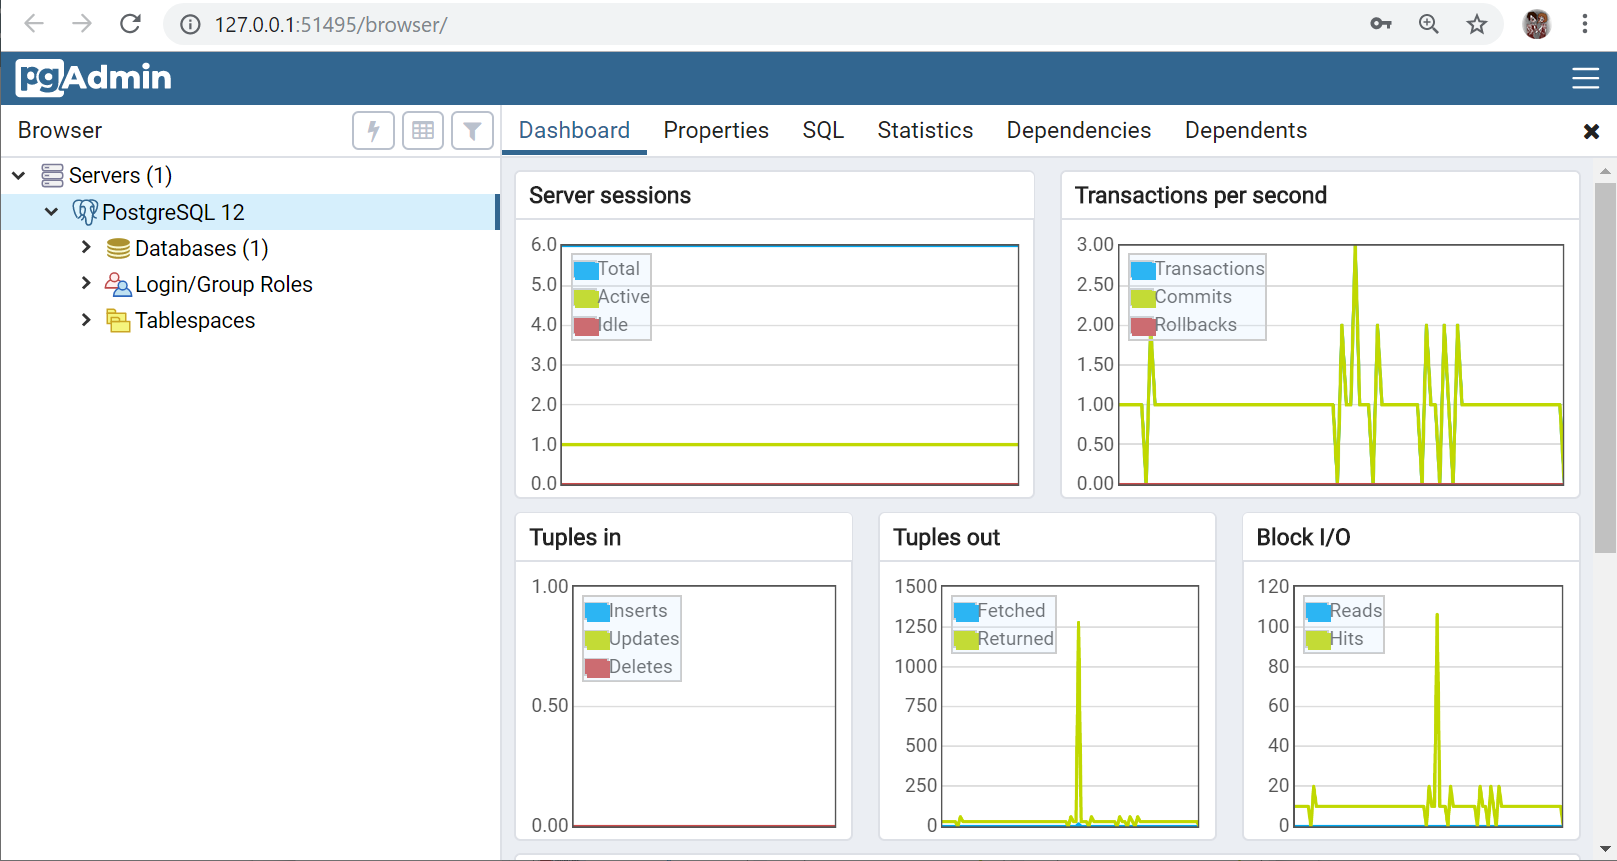 127.0.0.1:51495/browser/
pgAdmin
Browser
Dashboard Properties SQL Statistics Dependencies Dependents
Servers (1)
PostgreSQL 12
Databases (1)
Login/Group Roles
Tablespaces
Server sessions
6.0
5.0
4.0
3.0
2.0
1.0
0.0
Total
Active
Idle
Transactions per second
3.00
2.50
2.00
1.50
1.00
0.50
0.00
Transactions
Commits
Rollbacks
Tuples in
1.00
0.50
0.00
Inserts
Updates
Deletes
Tuples out
1500
1250
1000
750
500
250
0
Fetched
Returned
Block I/O
120
100
80
60
40
20
0
Reads
Hits